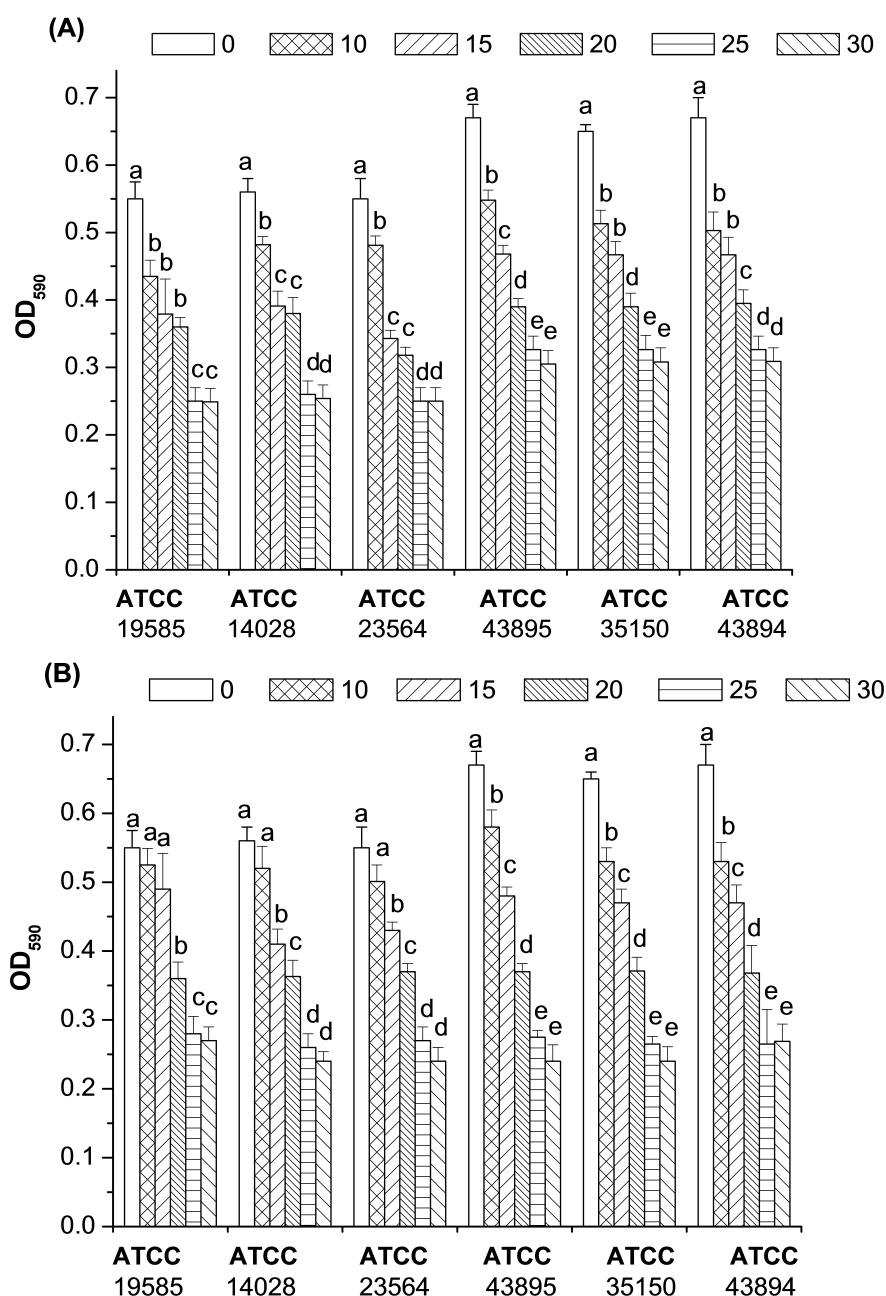 (A)
0 10 15 20 25 30
0.7
0.6
0.5
0.4
0.3
0.2
0.1
0.0
OD590
a b b b c c
a b c c d d
a b c c d d
a b c d e e
a b b d e e
a b b c d d
ATCC ATCC ATCC ATCC ATCC ATCC
19585 14028 23564 43895 35150 43894
(B)
0 10 15 20 25 30
0.7
0.6
0.5
0.4
0.3
0.2
0.1
0.0
OD590
a a a b c c
a a b c d d
a a b c d d
a b c d e e
a b c d e e
a b c d e e
ATCC ATCC ATCC ATCC ATCC ATCC
19585 14028 23564 43895 35150 43894